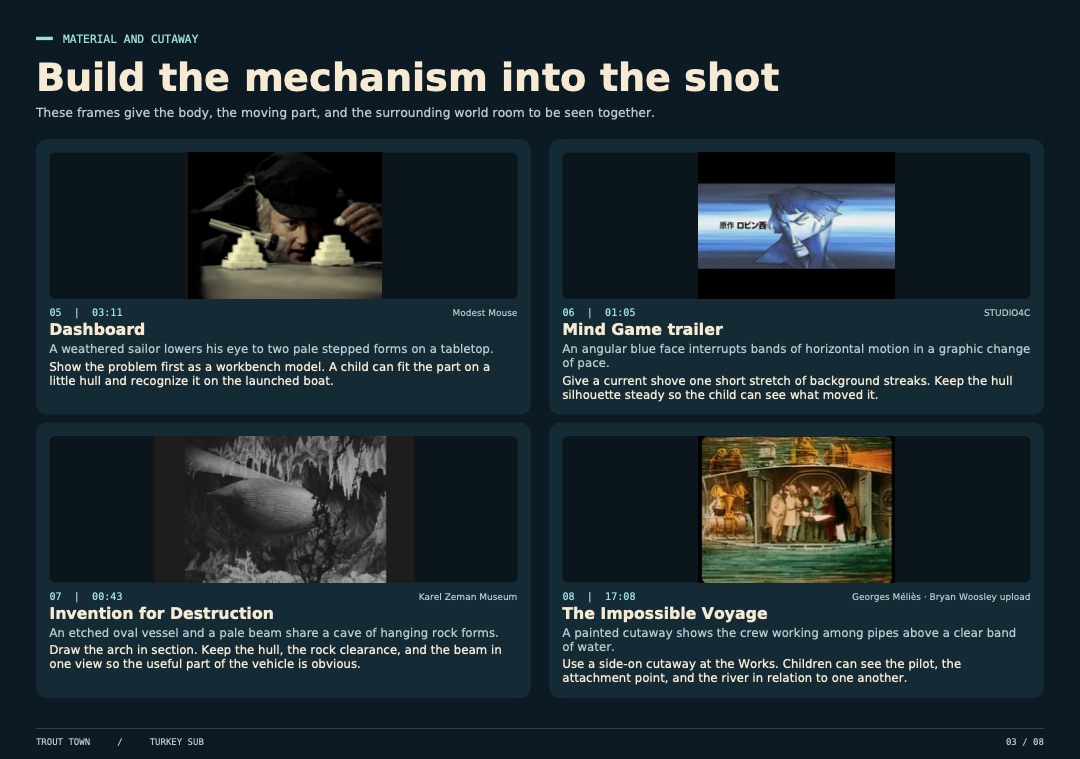 MATERIAL AND CUTAWAY
Build the mechanism into the shot
These frames give the body, the moving part, and the surrounding world room to be seen together.
05 | 03:11
Modest Mouse
Dashboard
A weathered sailor lowers his eye to two pale stepped forms on a tabletop.
Show the problem first as a workbench model. A child can fit the part on a
little hull and recognize it on the launched boat.
原作 ロビン西
06 | 01:05
STUDIO4C
Mind Game trailer
An angular blue face interrupts bands of horizontal motion in a graphic change
of pace.
Give a current shove one short stretch of background streaks. Keep the hull
silhouette steady so the child can see what moved it.
07 | 00:43
Karel Zeman Museum
Invention for Destruction
An etched oval vessel and a pale beam share a cave of hanging rock forms.
Draw the arch in section. Keep the hull, the rock clearance, and the beam in
one view so the useful part of the vehicle is obvious.
08 | 17:08
Georges Méliès · Bryan Woosley upload
The Impossible Voyage
A painted cutaway shows the crew working among pipes above a clear band
of water.
Use a side-on cutaway at the Works. Children can see the pilot, the
attachment point, and the river in relation to one another.
TROUT TOWN / TURKEY SUB
03 / 08